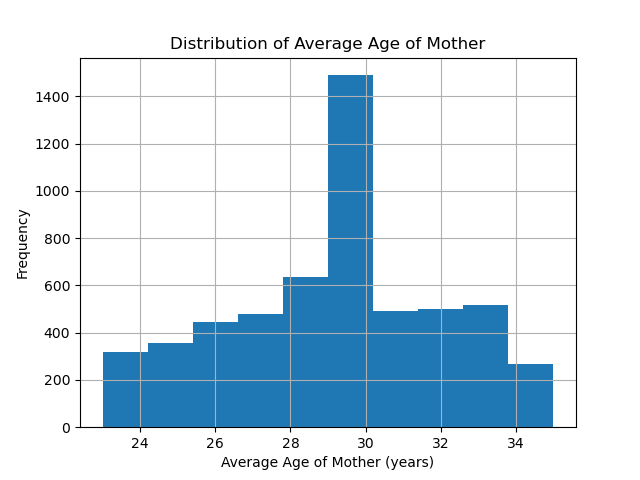 Distribution of Average Age of Mother
1400
1200
1000
800
600
400
200
0
Frequency
24 26 28 30 32 34
Average Age of Mother (years)